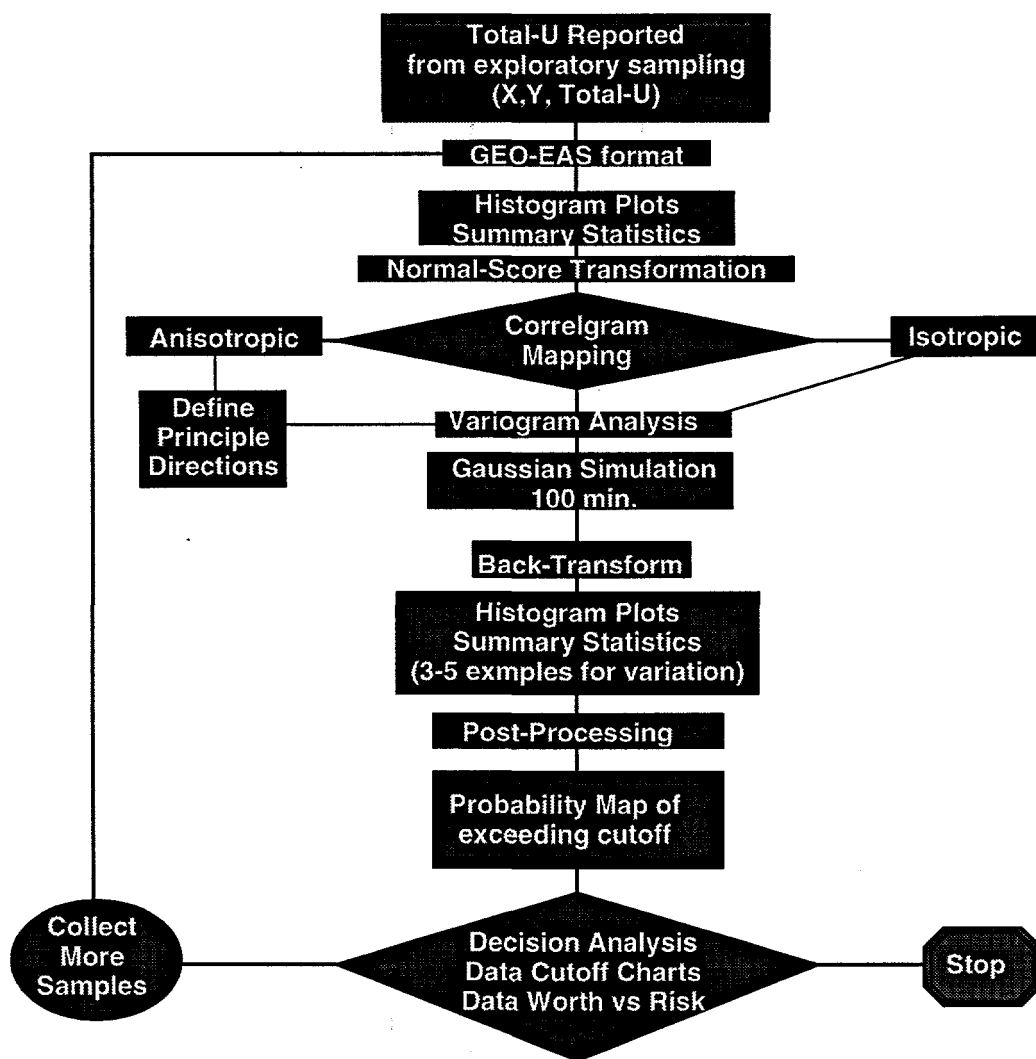 Total-U Reported
from exploratory sampling
(X,Y, Total-U)
GEO-EAS format
Histogram Plots
Summary Statistics
Normal-Score Transformation
Correlgram
Mapping
Anisotropic
Isotropic
Define
Principle
Directions
Variogram Analysis
Gaussian Simulation
100 min.
Back-Transform
Histogram Plots
Summary Statistics
(3-5 exmples for variation)
Post-Processing
Probability Map of
exceeding cutoff
Collect
More
Samples
Decision Analysis
Data Cutoff Charts
Data Worth vs Risk
Stop